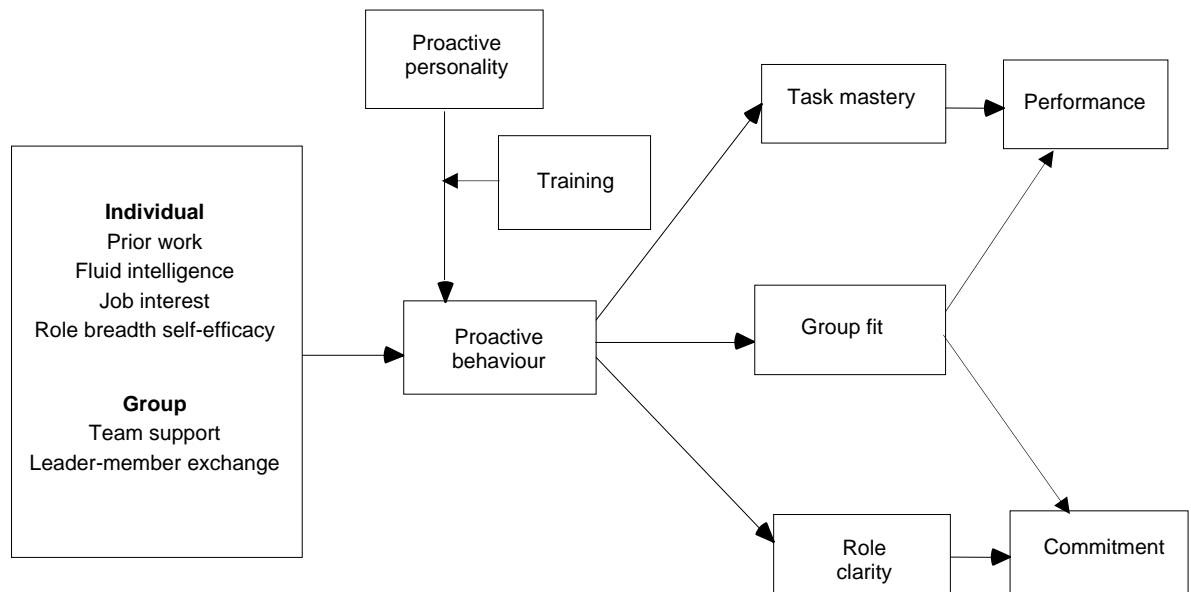 Proactive
personality
Task mastery
Performance
Training
Individual
Prior work
Fluid intelligence
Job interest
Role breadth self-efficacy
Group
Team support
Leader-member exchange
Proactive
behaviour
Group fit
Role
clarity
Commitment